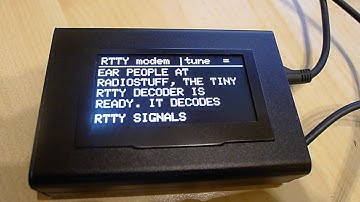 RTTY modem |tune =
EAR PEOPLE AT
RADIOSTUFF, THE TINY
RTTY DECODER IS
READY. IT DECODES
RTTY SIGNALS